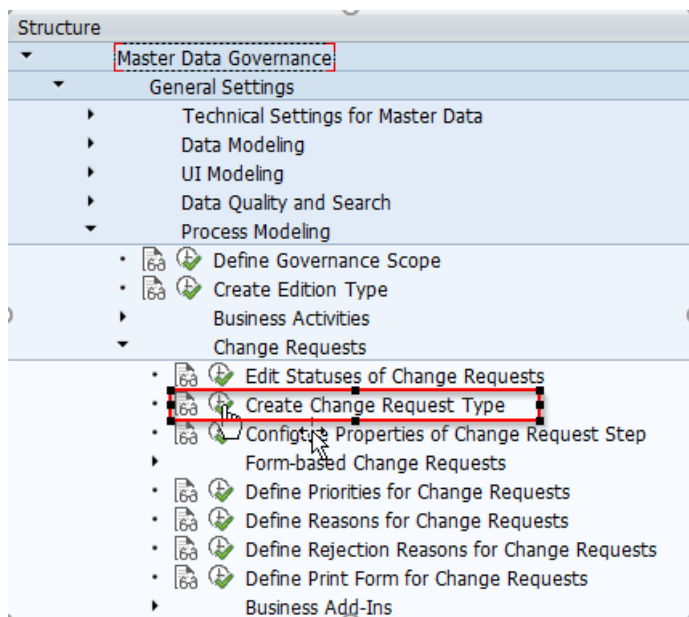 Structure
Master Data Governance
General Settings
Technical Settings for Master Data
Data Modeling
UI Modeling
Data Quality and Search
Process Modeling
Define Governance Scope
Create Edition Type
Business Activities
Change Requests
Edit Statuses of Change Requests
Create Change Request Type
Configure Properties of Change Request Step
Form-based Change Requests
Define Priorities for Change Requests
Define Reasons for Change Requests
Define Rejection Reasons for Change Requests
Define Print Form for Change Requests
Business Add-Ins